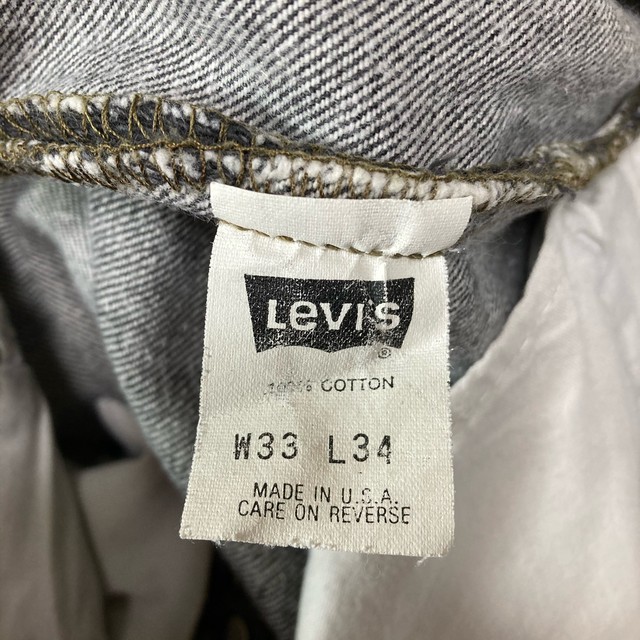 Levi's
®
100% COTTON
W33 L34
MADE IN U.S.A.
CARE ON REVERSE